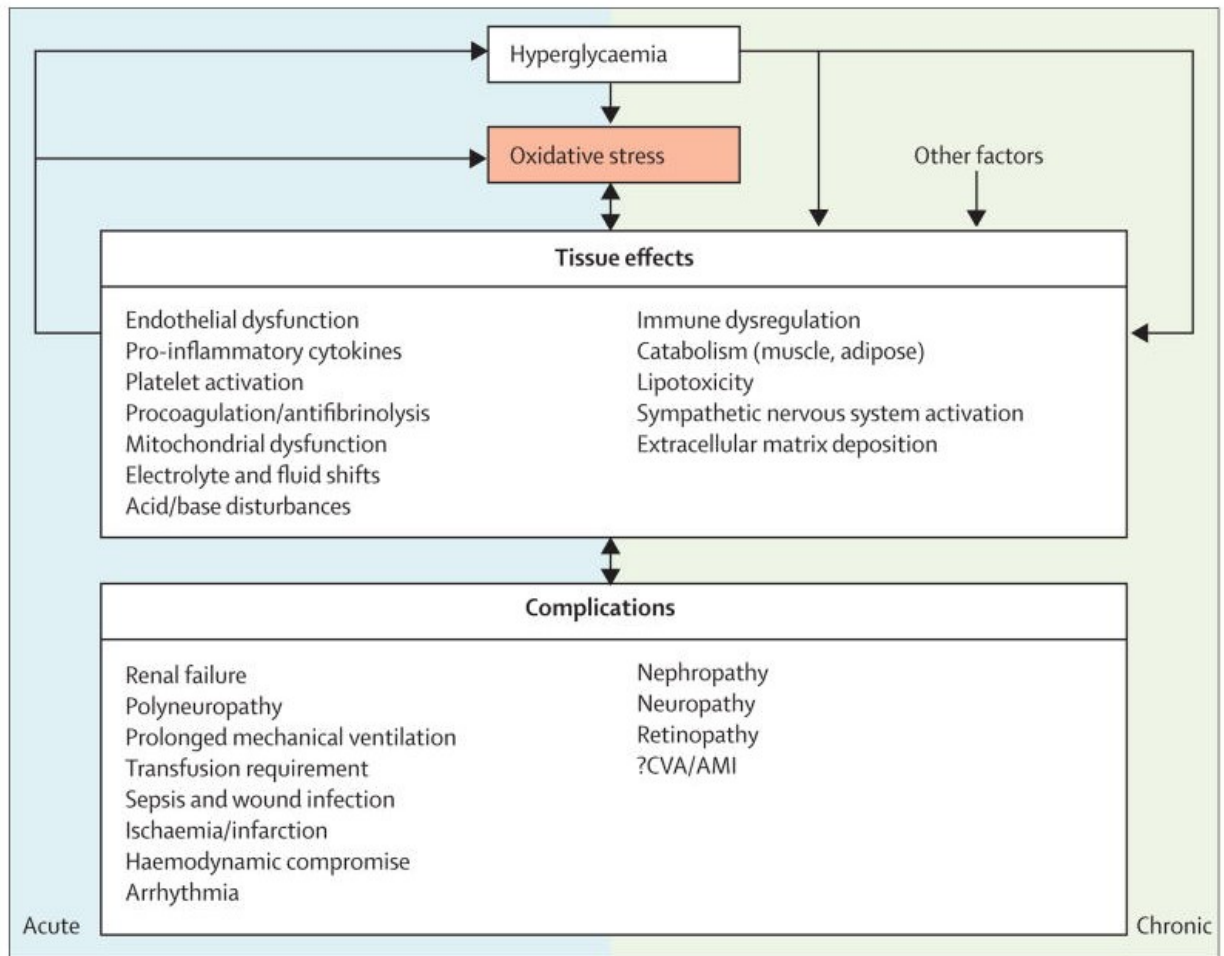 Hyperglycaemia
Oxidative stress
Other factors
Tissue effects
Endothelial dysfunction
Pro-inflammatory cytokines
Platelet activation
Procoagulation/antifibrinolysis
Mitochondrial dysfunction
Electrolyte and fluid shifts
Acid/base disturbances
Immune dysregulation
Catabolism (muscle, adipose)
Lipotoxicity
Sympathetic nervous system activation
Extracellular matrix deposition
Complications
Renal failure
Polyneuropathy
Prolonged mechanical ventilation
Transfusion requirement
Sepsis and wound infection
Ischaemia/infarction
Haemodynamic compromise
Arrhythmia
Nephropathy
Neuropathy
Retinopathy
?CVA/AMI
Acute
Chronic